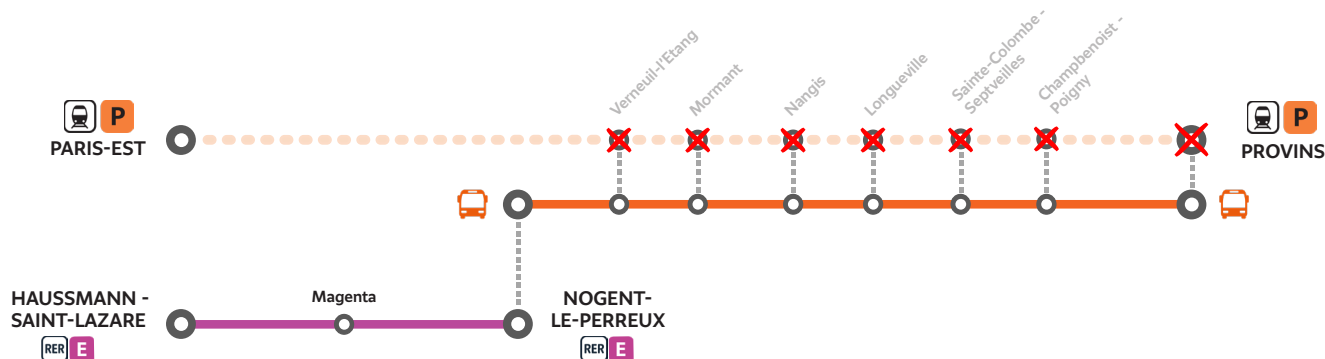 Verneuil-l'Etang
Mormant
Nangis
Longueville
Sainte-Colombe -
Septveilles
Champbenoist -
Poigny
P
PARIS-EST
P
PROVINS
HAUSSMANN -
SAINT-LAZARE
RER E
Magenta
NOGENT-
LE-PERREUX
RER E